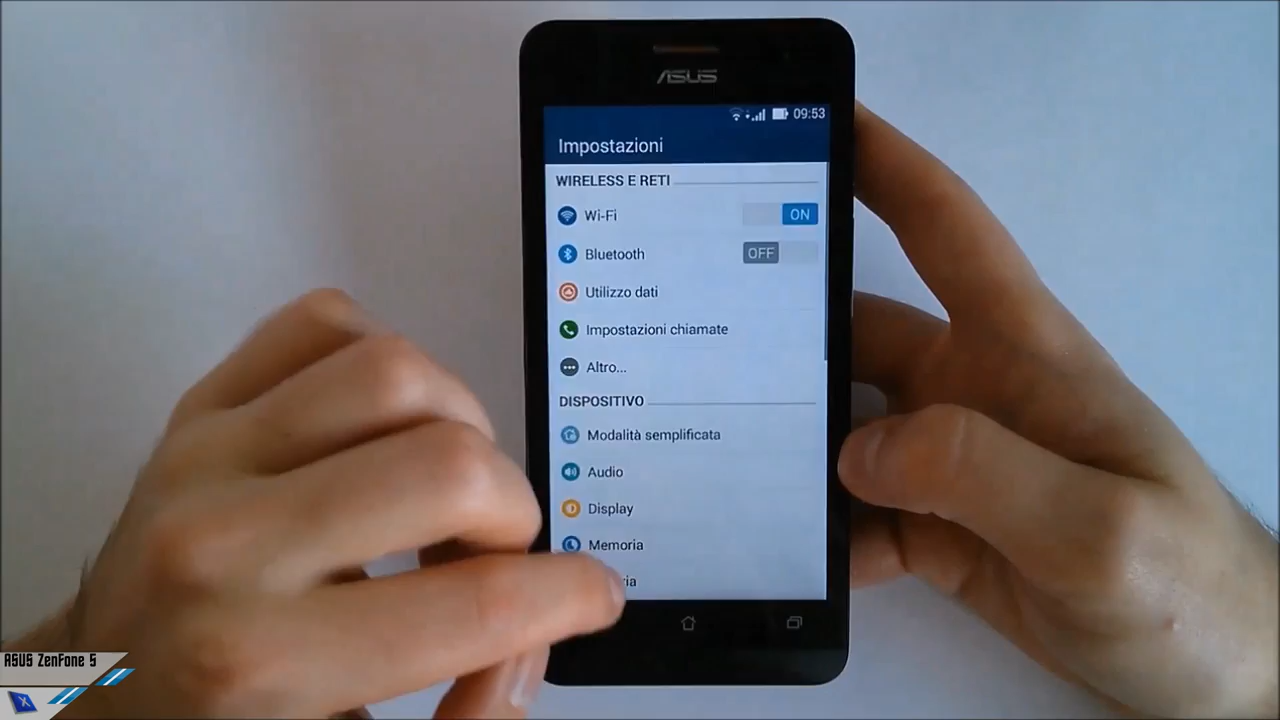 ASUS
09:53
Impostazioni
WIRELESS E RETI
Wi-Fi
ON
Bluetooth
OFF
Utilizzo dati
Impostazioni chiamate
Altro...
DISPOSITIVO
Modalità semplificata
Audio
Display
Memoria
ASUS ZenFone 5
X